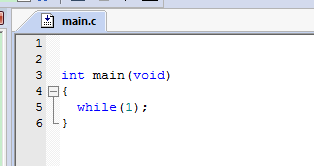 main.c
1
2
3 int main(void)
4 {
5 while(1);
6 }